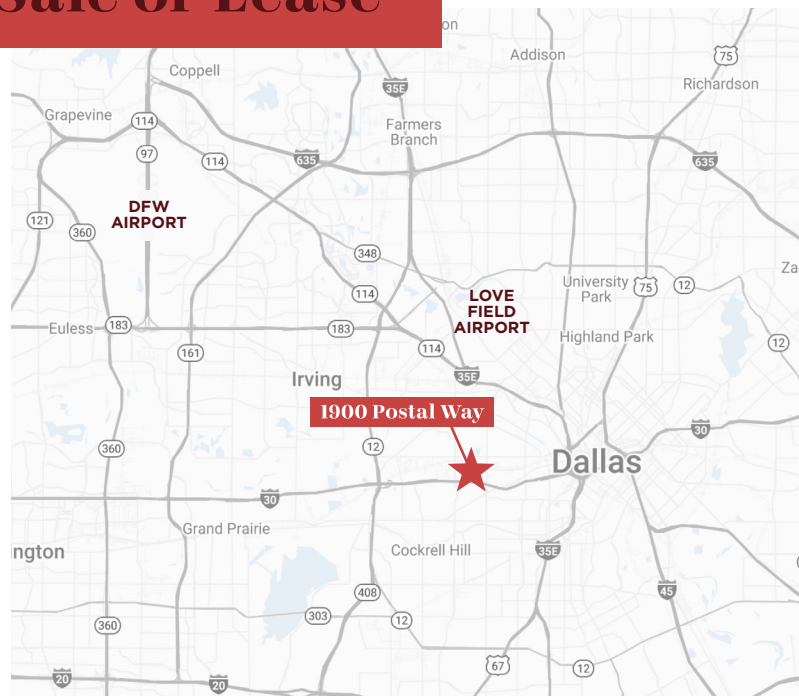 Sale or Lease
on
Addison
75
Coppell
Richardson
35E
Grapevine
114
Farmers
Branch
97
114
635
635
DFW
AIRPORT
121
360
348
Za
University
Park
75
12
114
LOVE
FIELD
AIRPORT
Euless
183
183
Highland Park
12
114
161
Irving
35E
1900 Postal Way
30
12
360
Dallas
30
Grand Prairie
ington
Cockrell Hill
35E
408
45
303
12
360
67
12
20
20